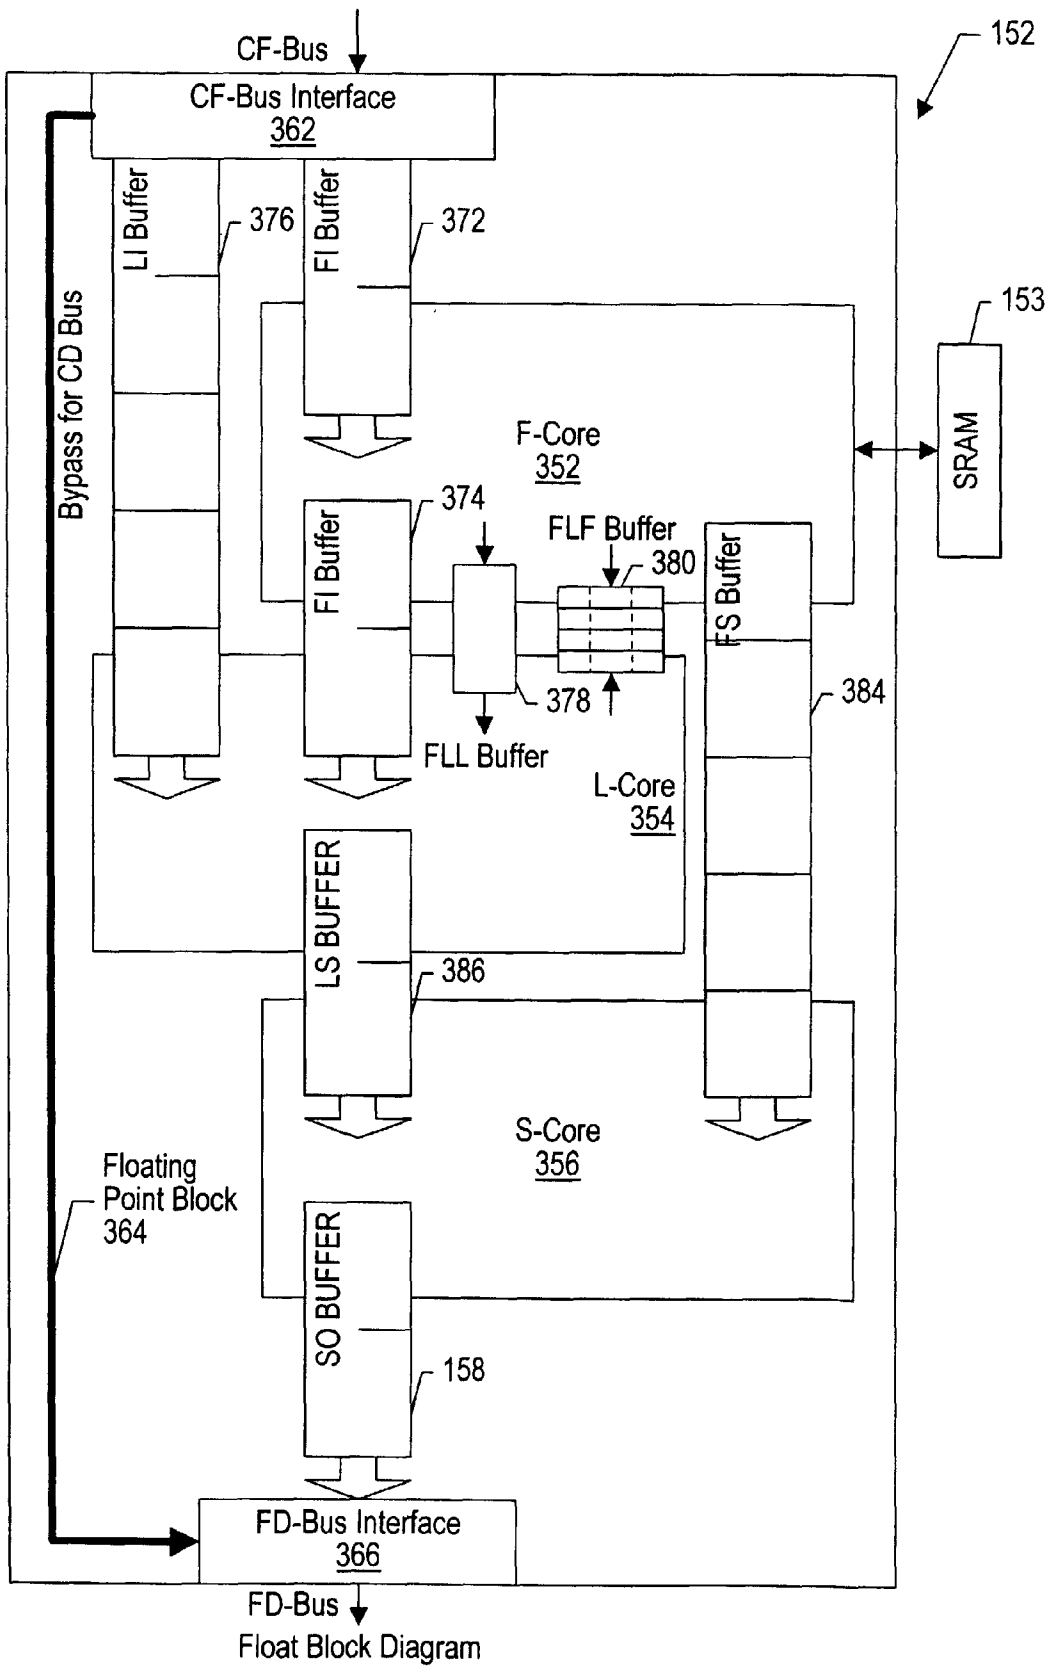 CF-Bus
152
CF-Bus Interface
362
LI Buffer
376
FI Buffer
372
Bypass for CD Bus
153
SRAM
F-Core
352
374
FI Buffer
FLF Buffer
380
FS Buffer
378
FLL Buffer
384
L-Core
354
LS BUFFER
386
S-Core
356
Floating
Point Block
364
SO BUFFER
158
FD-Bus Interface
366
FD-Bus
Float Block Diagram